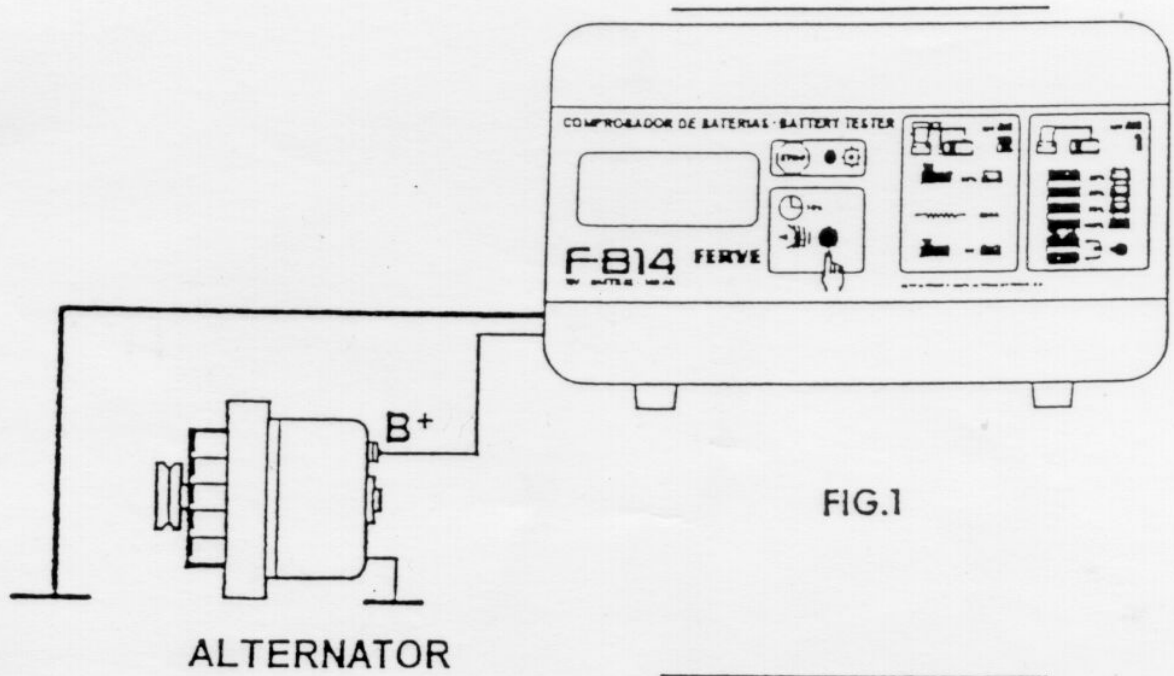 COMPROBADOR DE BATERIAS - BATTERY TESTER
F-814 FERVE
B+
FIG.1
ALTERNATOR